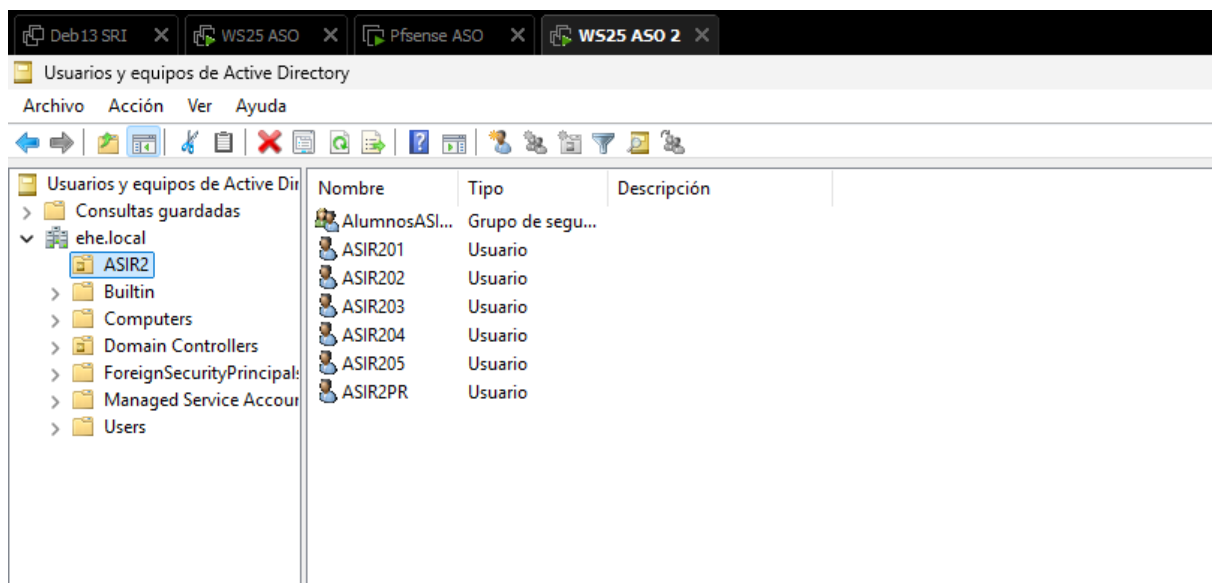 Deb13 SRI WS25 ASO Pfsense ASO WS25 ASO 2
Usuarios y equipos de Active Directory
Archivo Acción Ver Ayuda
Usuarios y equipos de Active Dir
Consultas guardadas
ehe.local
ASIR2
Builtin
Computers
Domain Controllers
ForeignSecurityPrincipals
Managed Service Accour
Users
Nombre Tipo Descripción
AlumnosASI... Grupo de segu...
ASIR201 Usuario
ASIR202 Usuario
ASIR203 Usuario
ASIR204 Usuario
ASIR205 Usuario
ASIR2PR Usuario